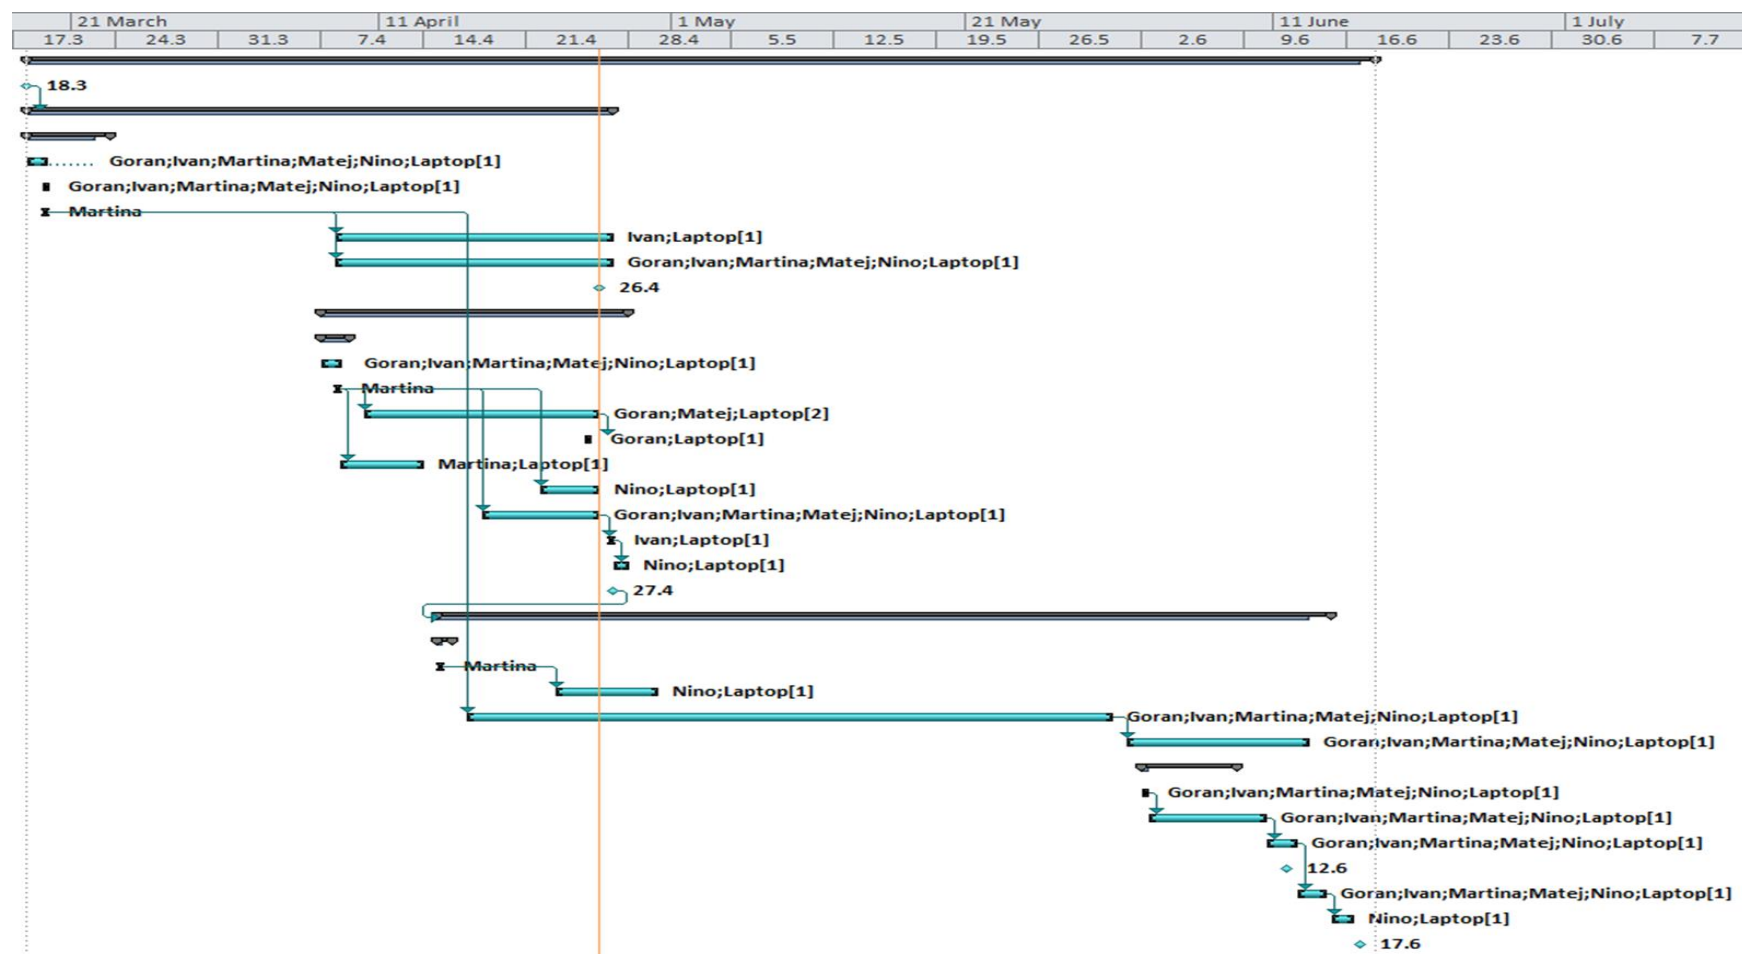 21 March 11 April 1 May 21 May 11 June 1 July
17.3 24.3 31.3 7.4 14.4 21.4 28.4 5.5 12.5 19.5 26.5 2.6 9.6 16.6 23.6 30.6 7.7
18.3
Goran;Ivan;Martina;Matej;Nino;Laptop[1]
Goran;Ivan;Martina;Matej;Nino;Laptop[1]
Martina
Ivan;Laptop[1]
Goran;Ivan;Martina;Matej;Nino;Laptop[1]
26.4
Goran;Ivan;Martina;Matej;Nino;Laptop[1]
Martina
Goran;Matej;Laptop[2]
Goran;Laptop[1]
Martina;Laptop[1]
Nino;Laptop[1]
Goran;Ivan;Martina;Matej;Nino;Laptop[1]
Ivan;Laptop[1]
Nino;Laptop[1]
27.4
Martina
Nino;Laptop[1]
Goran;Ivan;Martina;Matej;Nino;Laptop[1]
Goran;Ivan;Martina;Matej;Nino;Laptop[1]
Goran;Ivan;Martina;Matej;Nino;Laptop[1]
Goran;Ivan;Martina;Matej;Nino;Laptop[1]
Goran;Ivan;Martina;Matej;Nino;Laptop[1]
12.6
Goran;Ivan;Martina;Matej;Nino;Laptop[1]
Nino;Laptop[1]
17.6